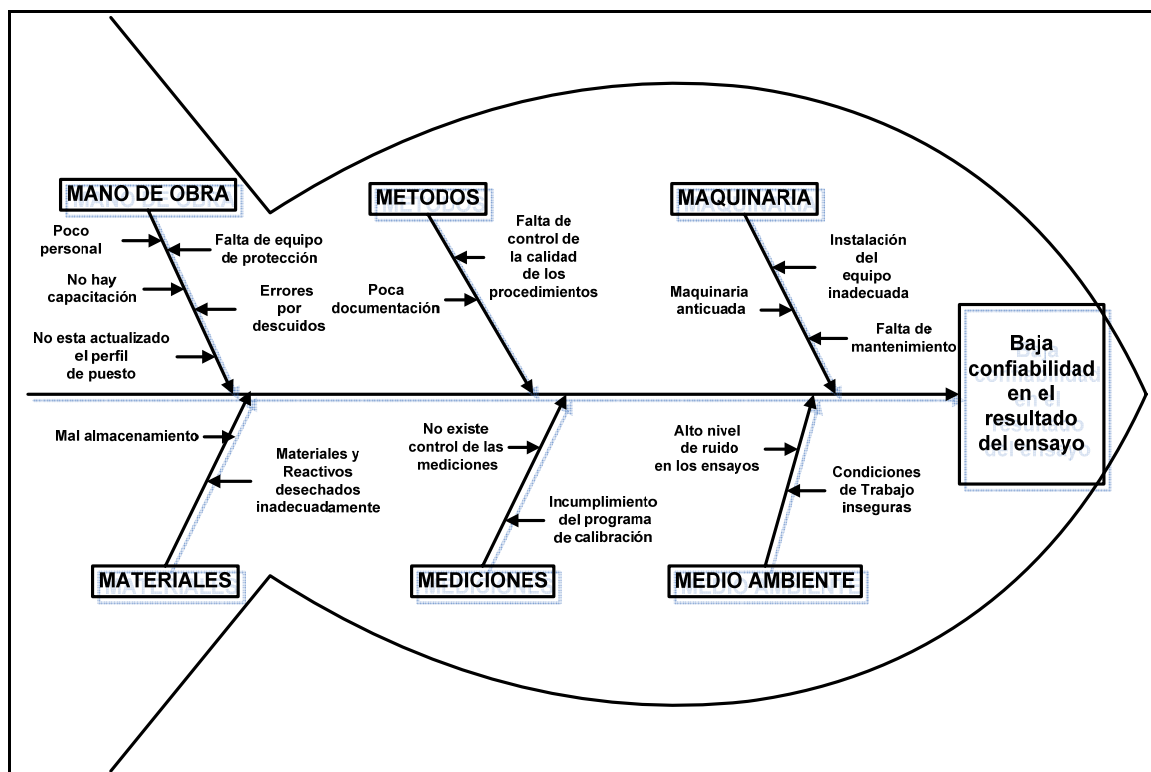 MANO DE OBRA
Poco
personal
Falta de equipo
de protección
No hay
capacitación
Errores
por
descuidos
No esta actualizado
el perfil
de puesto
METODOS
Falta de
control de
la calidad
de los
procedimientos
Poca
documentación
MAQUINARIA
Instalación
del
equipo
inadecuada
Maquinaria
anticuada
Falta de
mantenimiento
Baja
confiabilidad
en el
resultado
del ensayo
Mal almacenamiento
Materiales y
Reactivos
desechados
inadecuadamente
MATERIALES
No existe
control de las
mediciones
Incumplimiento
del programa
de calibración
MEDICIONES
Alto nivel
de ruido
en los ensayos
Condiciones
de Trabajo
inseguras
MEDIO AMBIENTE